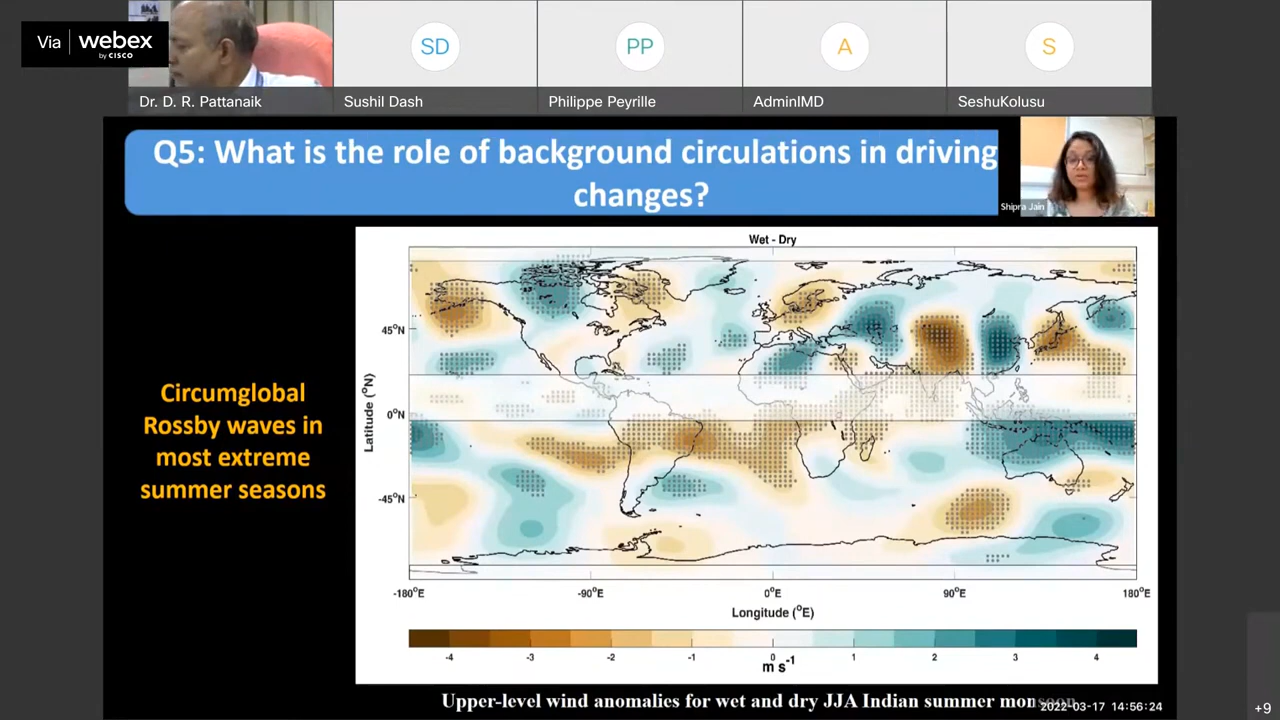 Via webex
by CISCO
SD
PP
A
S
Dr. D. R. Pattanaik
Sushil Dash
Philippe Peyrille
AdminIMD
SeshuKolusu
Q5: What is the role of background circulations in driving
changes?
Shipra Jain
Wet - Dry
Circumglobal
Rossby waves in
most extreme
summer seasons
Latitude (°N)
45°N
0°N
-45°N
-180°E
-90°E
0°E
90°E
180°E
Longitude (°E)
-4
-3
-2
-1
0
1
2
3
4
m s-1
Upper-level wind anomalies for wet and dry JJA Indian summer monsoon
2022-03-17 14:56:24
+9